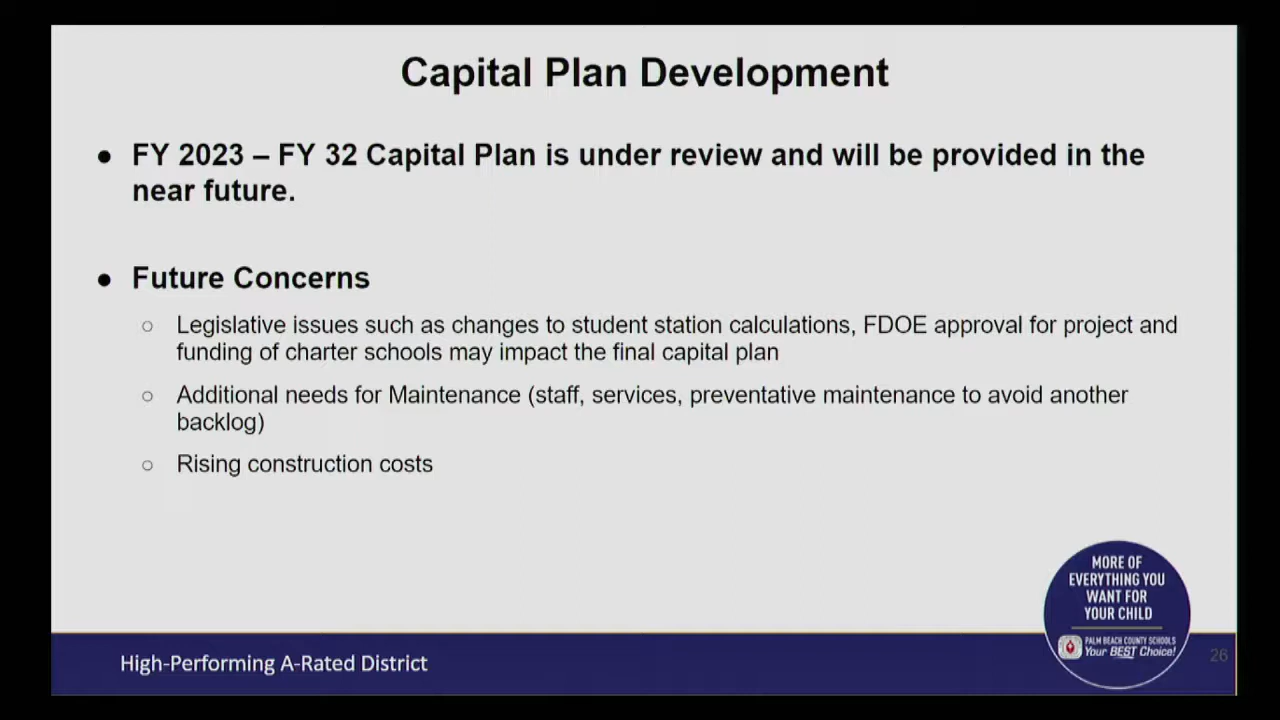 Capital Plan Development
● FY 2023 – FY 32 Capital Plan is under review and will be provided in the
near future.
● Future Concerns
○ Legislative issues such as changes to student station calculations, FDOE approval for project and
funding of charter schools may impact the final capital plan
○ Additional needs for Maintenance (staff, services, preventative maintenance to avoid another
backlog)
○ Rising construction costs
MORE OF
EVERYTHING YOU
WANT FOR
YOUR CHILD
PALM BEACH COUNTY SCHOOLS
Your BEST Choice!
High-Performing A-Rated District
26